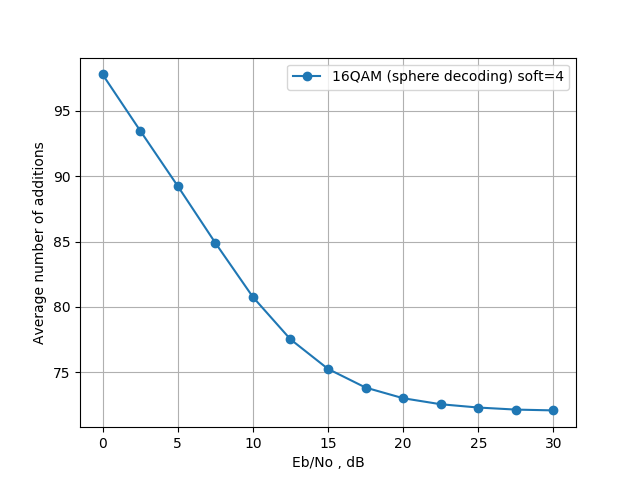 16QAM (sphere decoding) soft=4
Average number of additions
95
90
85
80
75
0 5 10 15 20 25 30
Eb/No , dB